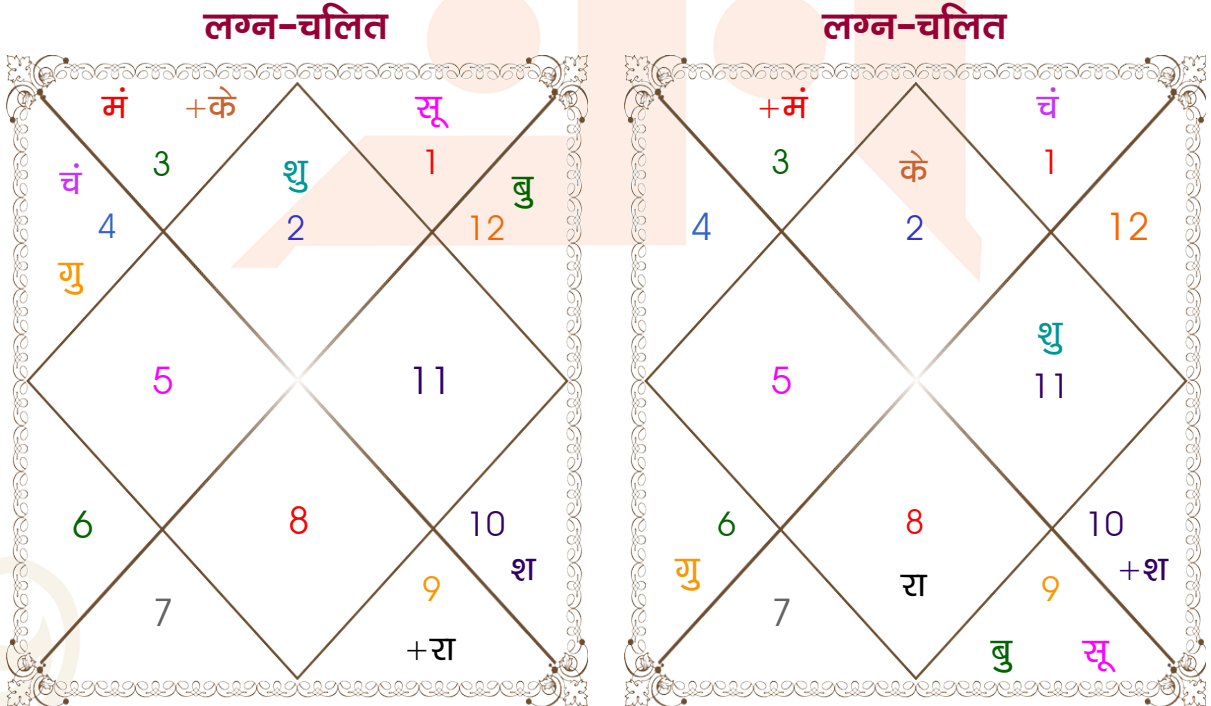 लग्न-चलित
मं +के
सू
3
1
चं
शु
बु
4
2
12
गु
5
11
6
8
10
श
7
9
+रा
लग्न-चलित
+मं
चं
3
1
के
4
2
12
शु
5
11
6
8
10
गु
रा
+श
7
9
बु सू